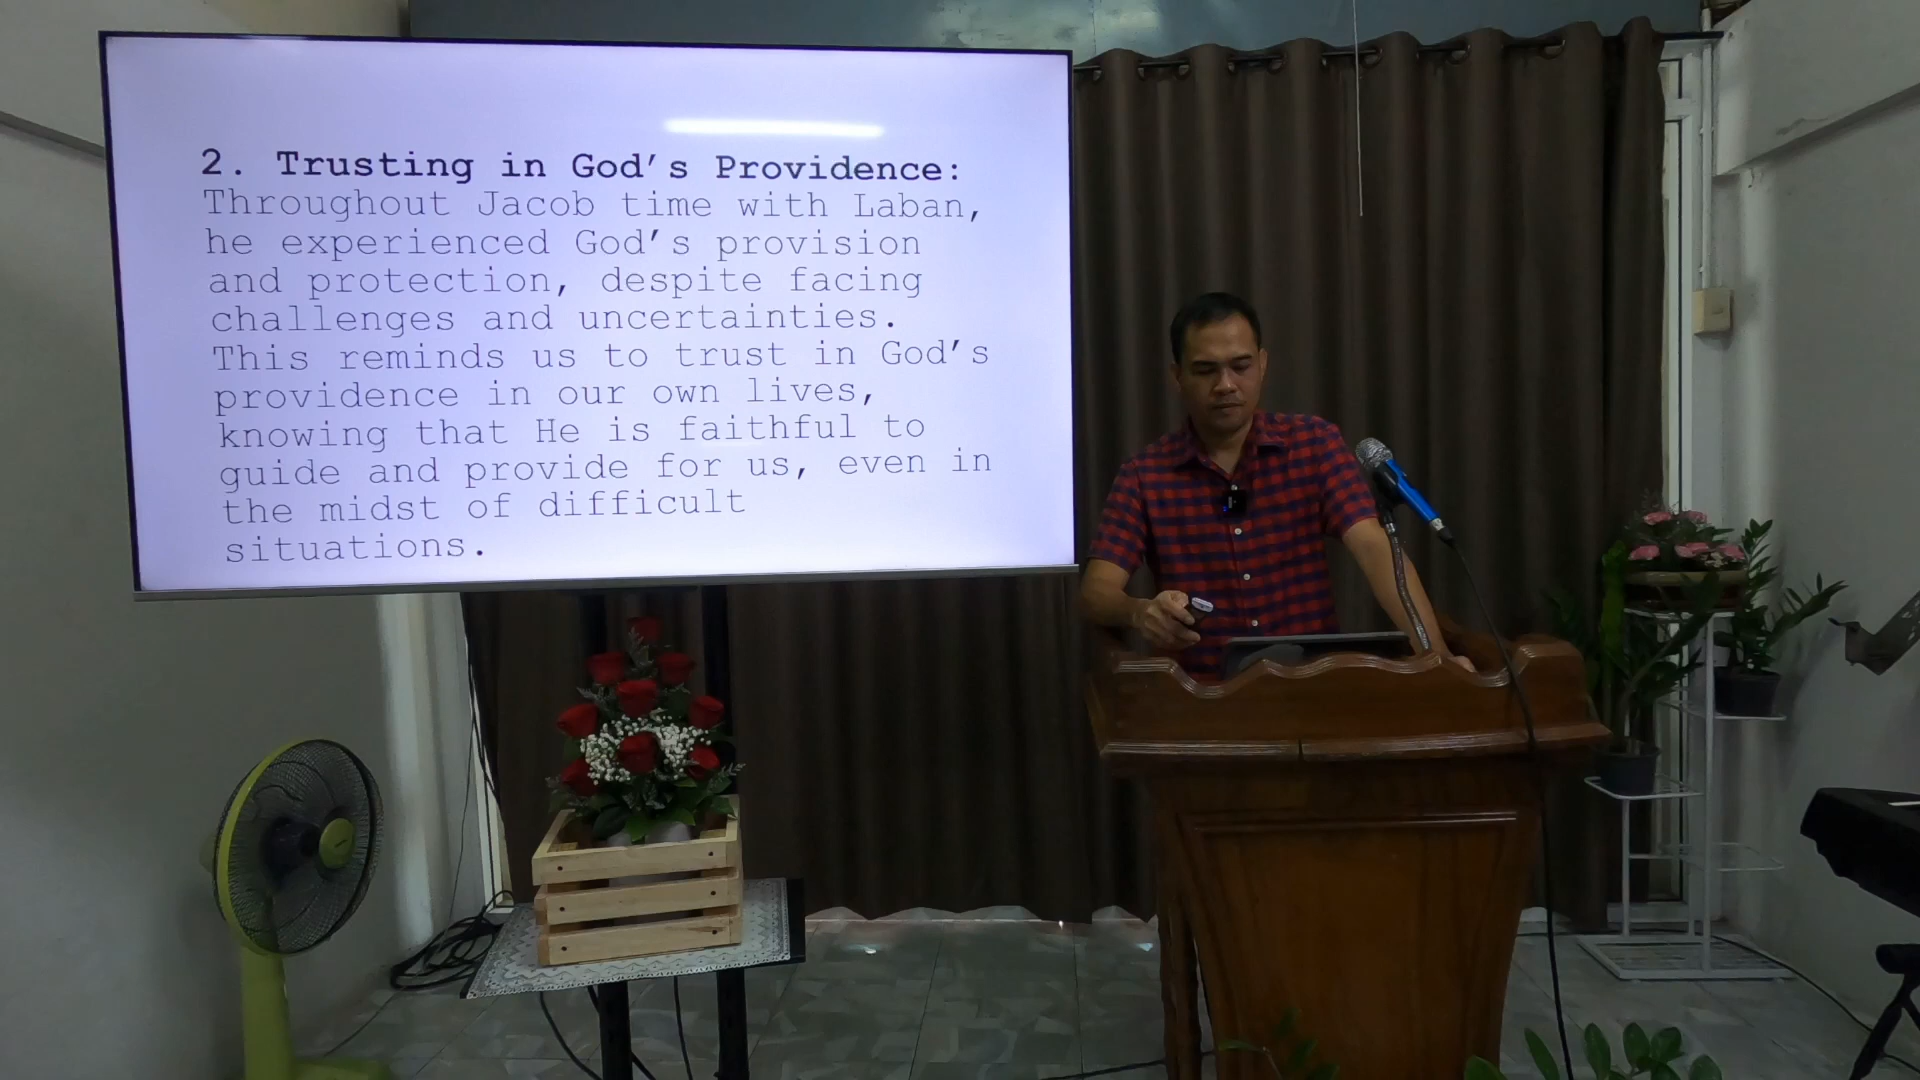 2. Trusting in God's Providence:
Throughout Jacob time with Laban,
he experienced God's provision
and protection, despite facing
challenges and uncertainties.
This reminds us to trust in God's
providence in our own lives,
knowing that He is faithful to
guide and provide for us, even in
the midst of difficult
situations.